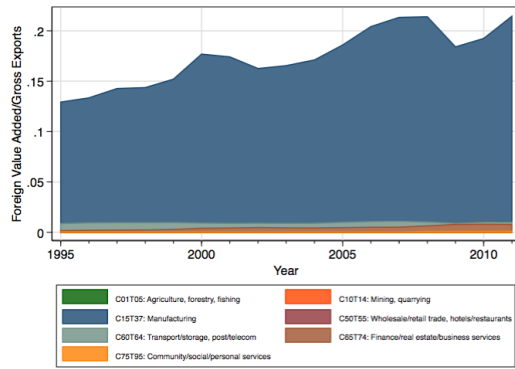 Foreign Value Added/Gross Exports
.2
.15
.1
.05
0
1995
2000
2005
2010
Year
C01T05: Agriculture, forestry, fishing
C10T14: Mining, quarrying
C15T37: Manufacturing
C50T55: Wholesale/retail trade, hotels/restaurants
C60T64: Transport/storage, post/telecom
C65T74: Finance/real estate/business services
C75T95: Community/social/personal services